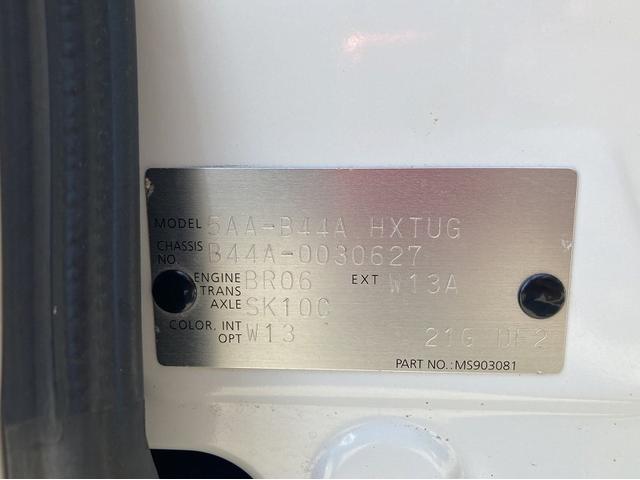 MODEL 5AA-B44A HXTUG
CHASSIS NO. B44A-0030627
ENGINE BR06 EXT W13A
TRANS AXLE SK10C
COLOR. INT OPT W13 21G DF2
PART NO.:MS903081